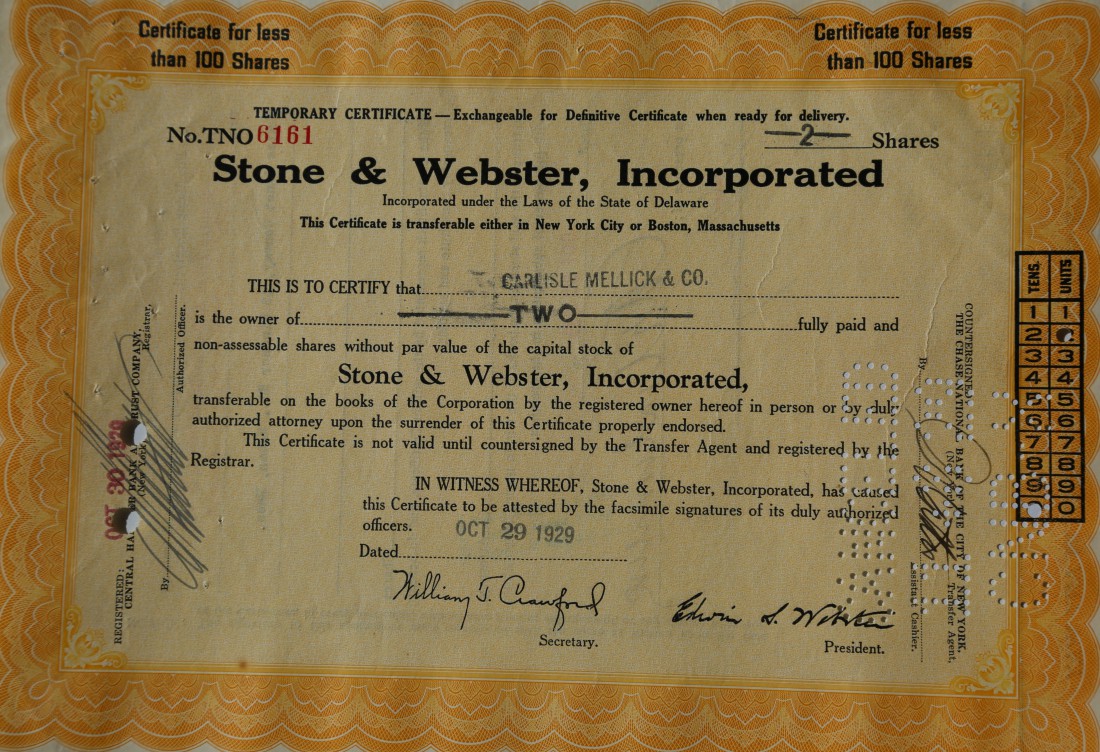 Certificate for less
than 100 Shares
Certificate for less
than 100 Shares
TEMPORARY CERTIFICATE — Exchangeable for Definitive Certificate when ready for delivery.
No. TNO 6161
2 Shares
Stone & Webster, Incorporated
Incorporated under the Laws of the State of Delaware
This Certificate is transferable either in New York City or Boston, Massachusetts
THIS IS TO CERTIFY that CARLISLE MELLICK & CO.
is the owner of TWO fully paid and
non-assessable shares without par value of the capital stock of
Stone & Webster, Incorporated,
transferable on the books of the Corporation by the registered owner hereof in person or by duly
authorized attorney upon the surrender of this Certificate properly endorsed.
This Certificate is not valid until countersigned by the Transfer Agent and registered by the
Registrar.
IN WITNESS WHEREOF, Stone & Webster, Incorporated, has caused
this Certificate to be attested by the facsimile signatures of its duly authorized
officers.
OCT 29 1929
Dated
William T. Crawford
Secretary.
Edwin S. Webster
President.
REGISTERED:
CENTRAL TRUST COMPANY,
(New York)
Registrar,
By
Authorized Officer.
OCT 30 1929
COUNTERSIGNED:
THE CHASE NATIONAL BANK OF THE CITY OF NEW YORK,
(New York)
Transfer Agent,
By
Assistant Cashier.
TENS. UNITS
1 1
2
3 3
4 4
5 5
6 6
7 7
8 8
9 9
0